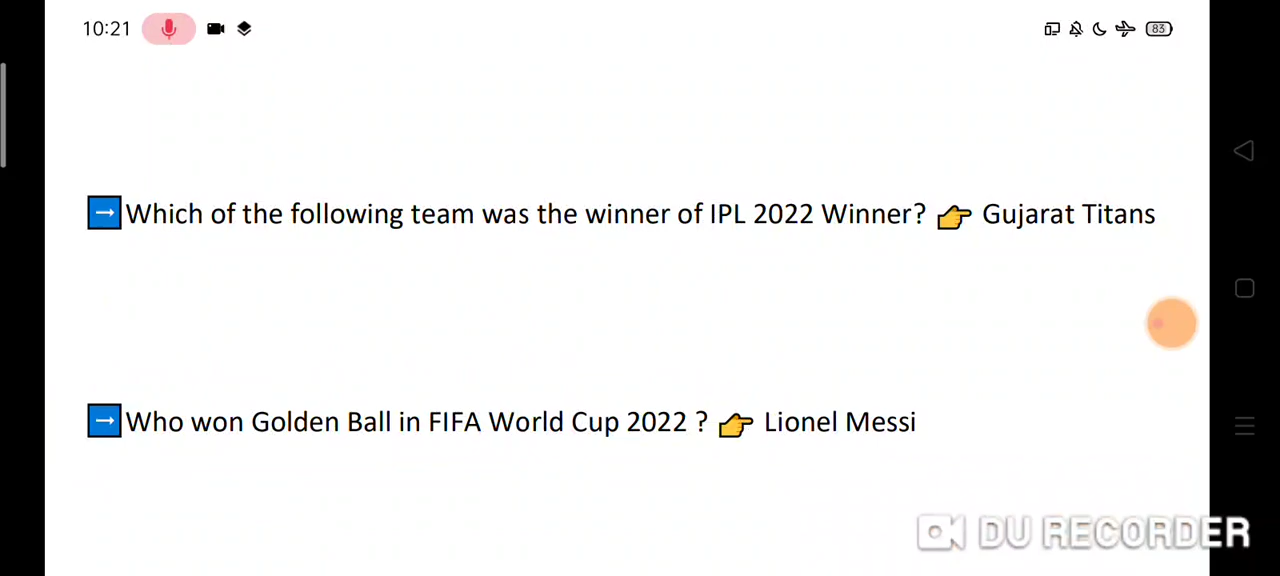 10:21 83
➡️Which of the following team was the winner of IPL 2022 Winner? 👉 Gujarat Titans
➡️Who won Golden Ball in FIFA World Cup 2022 ? 👉 Lionel Messi
DU RECORDER